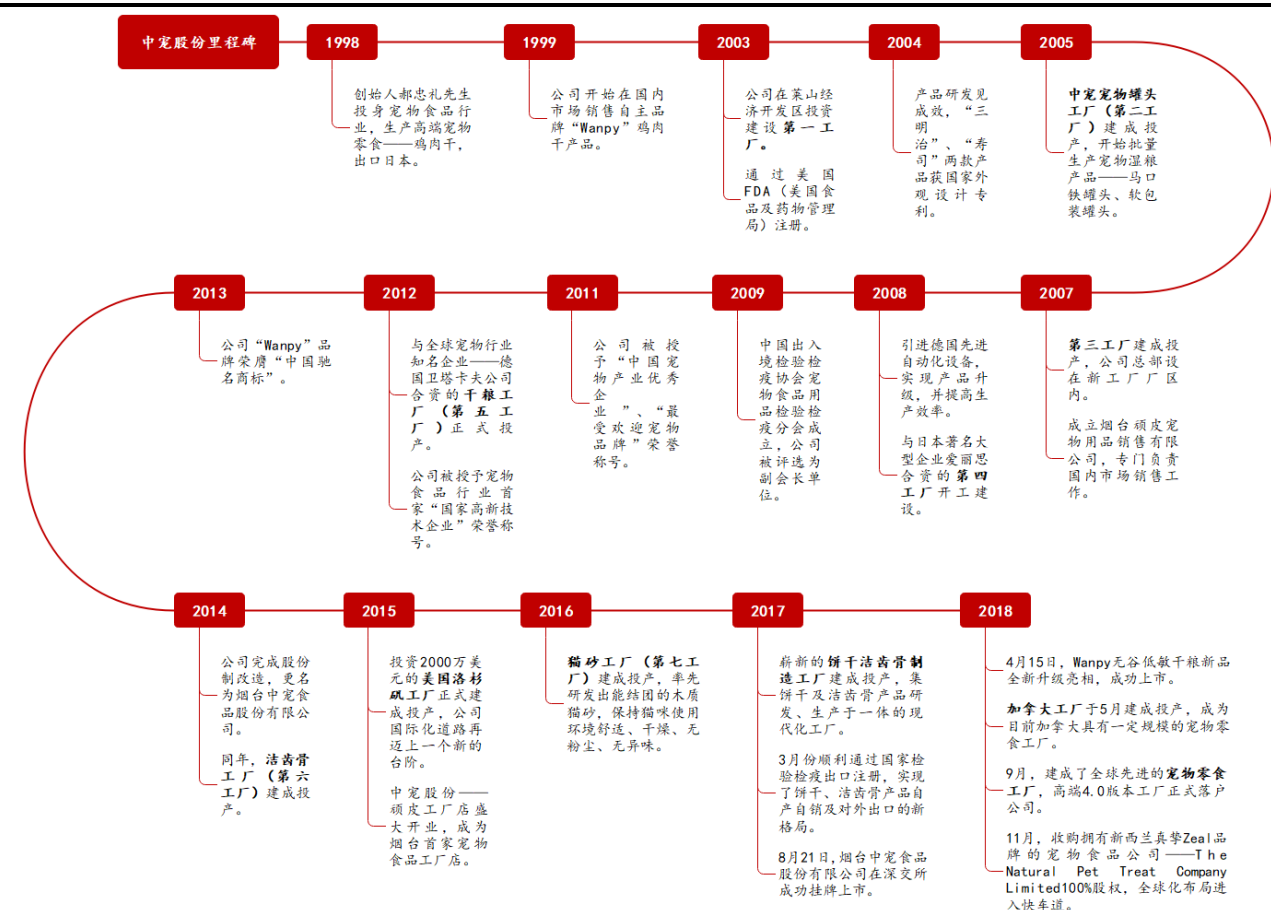 中宠股份里程碑
1998
1999
2003
2004
2005
创始人郝忠礼先生
投身宠物食品行
业，生产高端宠物
零食——鸡肉干，
出口日本。
公司开始在国内
市场销售自主品
牌“Wanpy”鸡肉
干产品。
公司在莱山经
济开发区投资
建设第一工
厂。
通过美国
FDA（美国食
品及药物管理
局）注册。
产品研发见
成效，“三
明
治”、“寿
司”两款产
品获国家外
观设计专
利。
中宠宠物罐头
工厂（第二工
厂）建成投
产，开始批量
生产宠物湿粮
产品——马口
铁罐头、软包
装罐头。
2013
2012
2011
2009
2008
2007
公司“Wanpy”品
牌荣膺“中国驰
名商标”。
与全球宠物行业
知名企业——德
国卫塔卡夫公司
合资的干粮工
厂（第五工
厂）正式投
产。
公司被授予宠物
食品行业首
家“国家高新技
术企业”荣誉称
号。
公司被授
予“中国宠
物产业优秀
企
业”、“最
受欢迎宠物
品牌”荣誉
称号。
中国出入
境检验检
疫协会宠
物食品用
品检验检
疫分会成
立，公司
被评选为
副会长单
位。
引进德国先进
自动化设备，
实现产品升
级，并提高生
产效率。
与日本著名大
型企业爱丽思
合资的第四
工厂开工建
设。
第三工厂建成投
产，公司总部设
在新工厂厂区
内。
成立烟台顽皮宠
物用品销售有限
公司，专门负责
国内市场销售工
作。
2014
2015
2016
2017
2018
公司完成股份
制改造，更名
为烟台中宠食
品股份有限公
司。
同年，洁齿骨
工厂（第六
工厂）建成投
产。
投资2000万美
元的美国洛杉
矶工厂正式建
成投产，公司
国际化道路再
迈上一个新的
台阶。
中宠股份——
顽皮工厂店盛
大开业，成为
烟台首家宠物
食品工厂店。
猫砂工厂（第七工
厂）建成投产，率先
研发出能结团的木质
猫砂，保持猫咪使用
环境舒适、干燥、无
粉尘、无异味。
崭新的饼干洁齿骨制
造工厂建成投产，集
饼干及洁齿骨产品研
发、生产于一体的现
代化工厂。
3月份顺利通过国家检
验检疫出口注册，实现
了饼干、洁齿骨产品自
产自销及对外出口的新
格局。
8月21日,烟台中宠食品
股份有限公司在深交所
成功挂牌上市。
4月15日，Wanpy无谷低敏干粮新品
全新升级亮相，成功上市。
加拿大工厂于5月建成投产，成为
目前加拿大具有一定规模的宠物零
食工厂。
9月，建成了全球先进的宠物零食
工厂，高端4.0版本工厂正式落户
公司。
11月，收购拥有新西兰真挚Zeal品
牌的宠物食品公司——The
Natural Pet Treat Company
Limited100%股权，全球化布局进
入快车道。